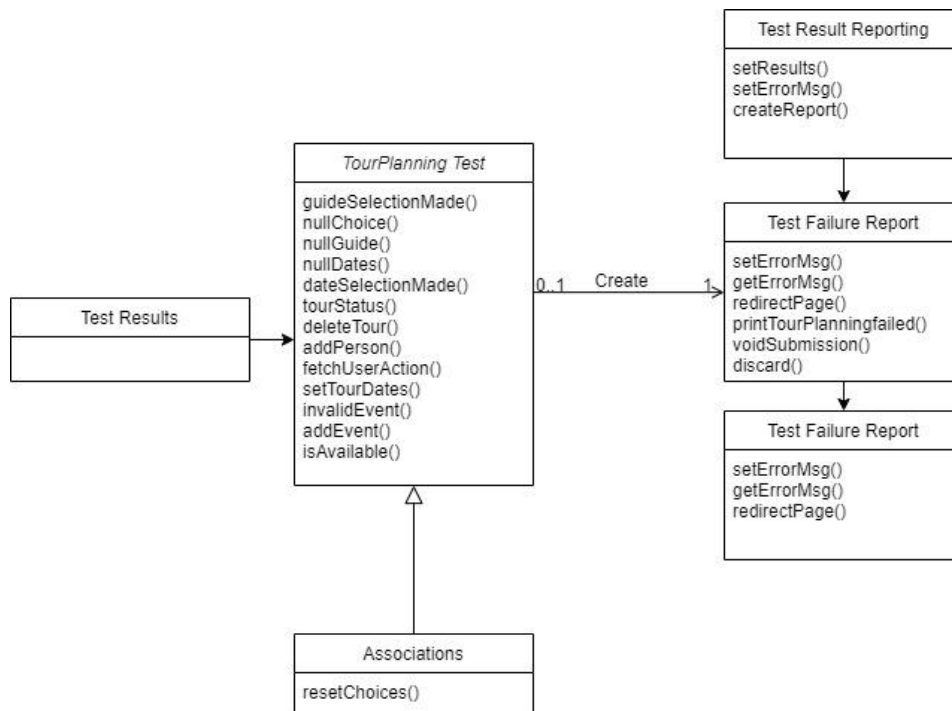 Test Result Reporting
setResults()
setErrorMsg()
createReport()
TourPlanning Test
guideSelectionMade()
nullChoice()
nullGuide()
nullDates()
dateSelectionMade()
tourStatus()
deleteTour()
addPerson()
fetchUserAction()
setTourDates()
invalidEvent()
addEvent()
isAvailable()
Test Results
0..1 Create 1
Test Failure Report
setErrorMsg()
getErrorMsg()
redirectPage()
printTourPlanningfailed()
voidSubmission()
discard()
Test Failure Report
setErrorMsg()
getErrorMsg()
redirectPage()
Associations
resetChoices()